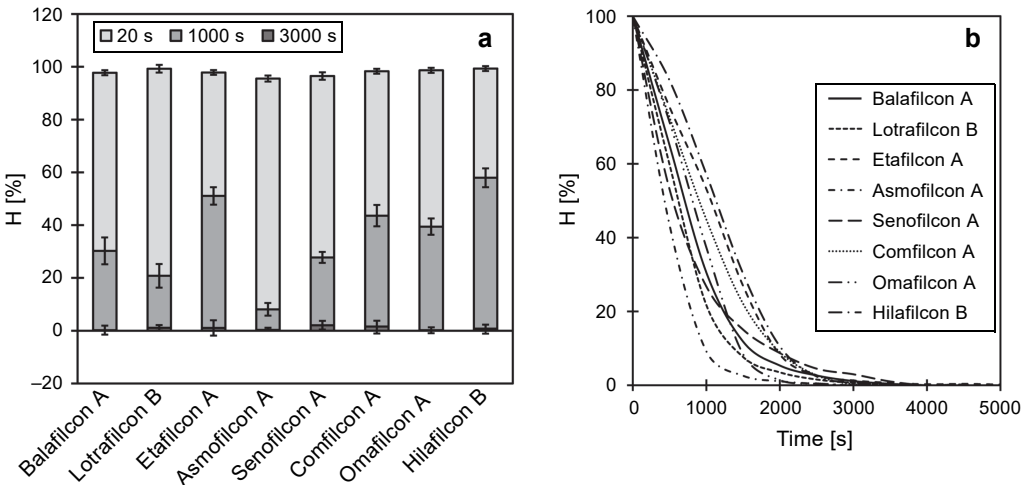 120
100
80
60
40
20
0
–20
H [%]
20 s 1000 s 3000 s
a
Balafilcon A
Lotrafilcon B
Etafilcon A
Asmofilcon A
Senofilcon A
Comfilcon A
Omafilcon A
Hilafilcon B
100
80
60
40
20
0
H [%]
b
Balafilcon A
Lotrafilcon B
Etafilcon A
Asmofilcon A
Senofilcon A
Comfilcon A
Omafilcon A
Hilafilcon B
0 1000 2000 3000 4000 5000
Time [s]